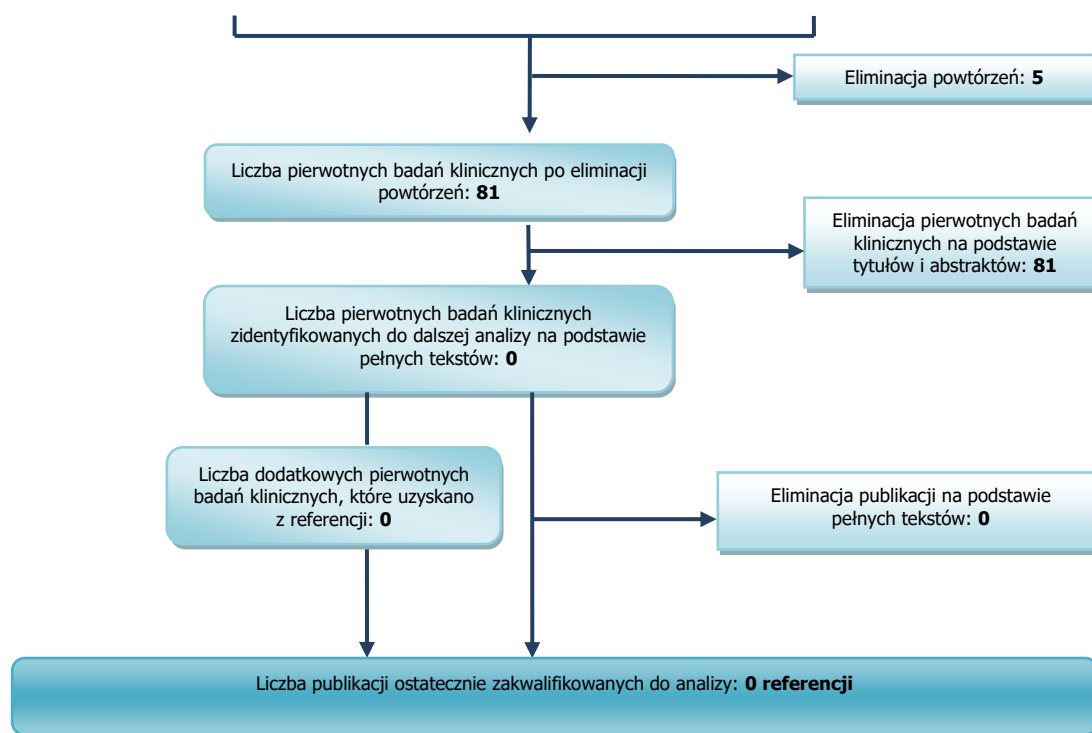 Eliminacja powtórzeń: 5
Liczba pierwotnych badań klinicznych po eliminacji
powtórzeń: 81
Eliminacja pierwotnych badań
klinicznych na podstawie
tytułów i abstraktów: 81
Liczba pierwotnych badań klinicznych
zidentyfikowanych do dalszej analizy na podstawie
pełnych tekstów: 0
Liczba dodatkowych pierwotnych
badań klinicznych, które uzyskano
z referencji: 0
Eliminacja publikacji na podstawie
pełnych tekstów: 0
Liczba publikacji ostatecznie zakwalifikowanych do analizy: 0 referencji